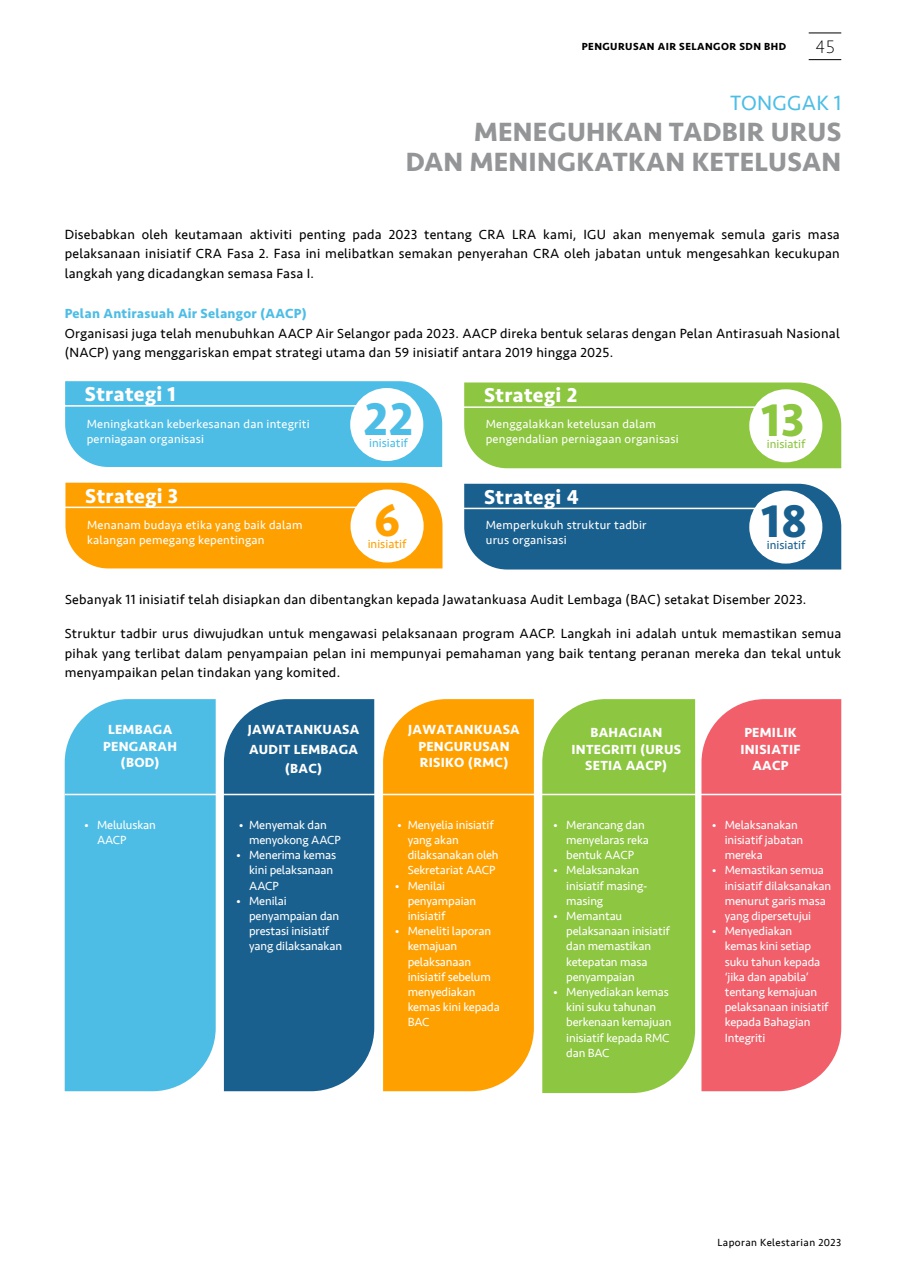 PENGURUSAN AIR SELANGOR SDN BHD 45
TONGGAK 1
MENEGUHKAN TADBIR URUS
DAN MENINGKATKAN KETELUSAN
Disebabkan oleh keutamaan aktiviti penting pada 2023 tentang CRA LRA kami, IGU akan menyemak semula garis masa
pelaksanaan inisiatif CRA Fasa 2. Fasa ini melibatkan semakan penyerahan CRA oleh jabatan untuk mengesahkan kecukupan
langkah yang dicadangkan semasa Fasa I.
Pelan Antirasuah Air Selangor (AACP)
Organisasi juga telah menubuhkan AACP Air Selangor pada 2023. AACP direka bentuk selaras dengan Pelan Antirasuah Nasional
(NACP) yang menggariskan empat strategi utama dan 59 inisiatif antara 2019 hingga 2025.
Strategi 1
Meningkatkan keberkesanan dan integriti
perniagaan organisasi
22
inisiatif
Strategi 2
Menggalakkan ketelusan dalam
pengendalian perniagaan organisasi
13
inisiatif
Strategi 3
Menanam budaya etika yang baik dalam
kalangan pemegang kepentingan
6
inisiatif
Strategi 4
Memperkukuh struktur tadbir
urus organisasi
18
inisiatif
Sebanyak 11 inisiatif telah disiapkan dan dibentangkan kepada Jawatankuasa Audit Lembaga (BAC) setakat Disember 2023.
Struktur tadbir urus diwujudkan untuk mengawasi pelaksanaan program AACP. Langkah ini adalah untuk memastikan semua
pihak yang terlibat dalam penyampaian pelan ini mempunyai pemahaman yang baik tentang peranan mereka dan tekal untuk
menyampaikan pelan tindakan yang komited.
LEMBAGA
PENGARAH
(BOD)
• Meluluskan
AACP
JAWATANKUASA
AUDIT LEMBAGA
(BAC)
• Menyemak dan
menyokong AACP
• Menerima kemas
kini pelaksanaan
AACP
• Menilai
penyampaian dan
prestasi inisiatif
yang dilaksanakan
JAWATANKUASA
PENGURUSAN
RISIKO (RMC)
• Menyelia inisiatif
yang akan
dilaksanakan oleh
Sekretariat AACP
• Menilai
penyampaian
inisiatif
• Meneliti laporan
kemajuan
pelaksanaan
inisiatif sebelum
menyediakan
kemas kini kepada
BAC
BAHAGIAN
INTEGRITI (URUS
SETIA AACP)
• Merancang dan
menyelaras reka
bentuk AACP
• Melaksanakan
inisiatif masing-
masing
• Memantau
pelaksanaan inisiatif
dan memastikan
ketepatan masa
penyampaian
• Menyediakan kemas
kini suku tahunan
berkenaan kemajuan
inisiatif kepada RMC
dan BAC
PEMILIK
INISIATIF
AACP
• Melaksanakan
inisiatif jabatan
mereka
• Memastikan semua
inisiatif dilaksanakan
menurut garis masa
yang dipersetujui
• Menyediakan
kemas kini setiap
suku tahun kepada
'jika dan apabila'
tentang kemajuan
pelaksanaan inisiatif
kepada Bahagian
Integriti
Laporan Kelestarian 2023